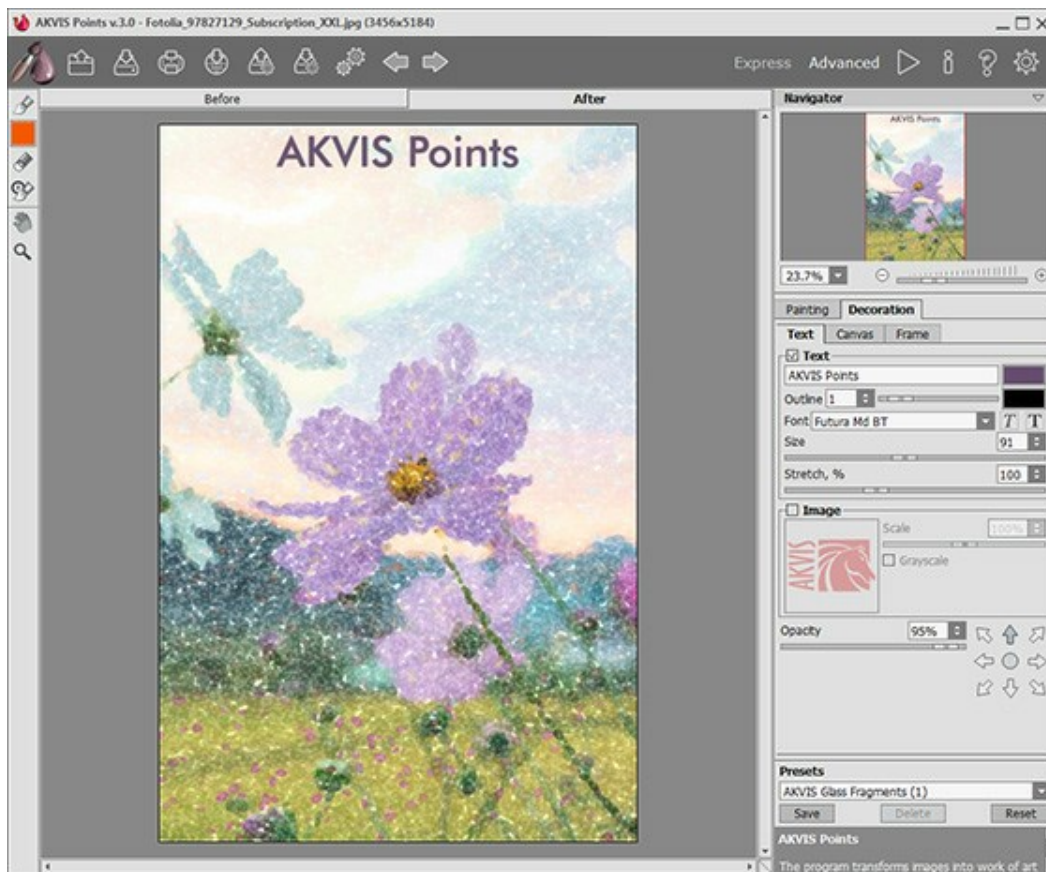 AKVIS Points v.3.0 - Fotolia_97827129_Subscription_XXL.jpg (3456x5184)
Express Advanced
Before After
AKVIS Points
Navigator
AKVIS Points
23.7%
Painting Decoration
Text Canvas Frame
Text
AKVIS Points
Outline 1
Font Futura Md BT T T
Size 91
Stretch, % 100
Image
AKVIS
Scale 100%
Grayscale
Opacity 95%
Presets
AKVIS Glass Fragments (1)
Save Delete Reset
AKVIS Points
The program transforms images into work of art